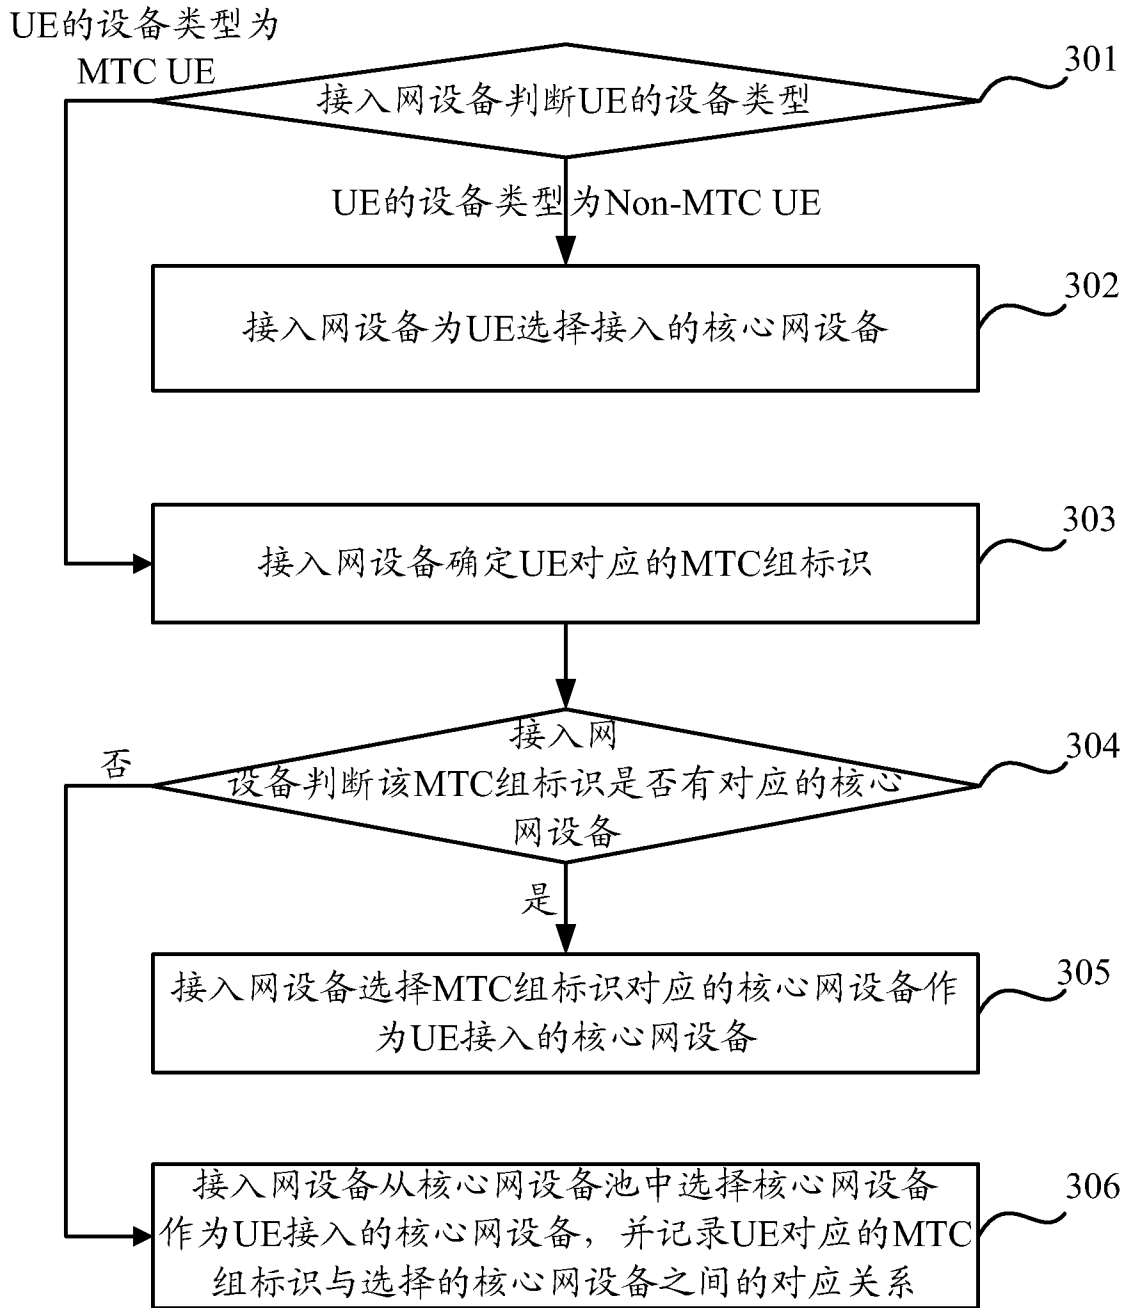 UE的设备类型为
MTC UE
接入网设备判断UE的设备类型
301
UE的设备类型为Non-MTC UE
接入网设备为UE选择接入的核心网设备
302
接入网设备确定UE对应的MTC组标识
303
接入网
设备判断该MTC组标识是否有对应的核心
网设备
304
否
是
接入网设备选择MTC组标识对应的核心网设备作
为UE接入的核心网设备
305
接入网设备从核心网设备池中选择核心网设备
作为UE接入的核心网设备，并记录UE对应的MTC
组标识与选择的核心网设备之间的对应关系
306